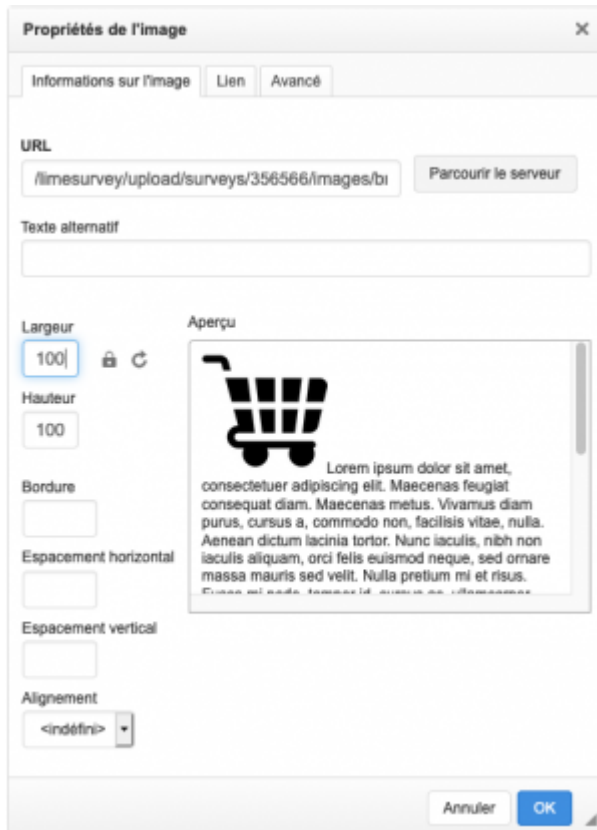 Propriétés de l'image
Informations sur l'image Lien Avancé
URL
/limesurvey/upload/surveys/356566/images/
Parcourir le serveur
Texte alternatif
Largeur
100
Hauteur
100
Bordure
Espacement horizontal
Espacement vertical
Alignement
<indéfini>
Aperçu
Lorem ipsum dolor sit amet,
consectetuer adipiscing elit. Maecenas feugiat
consequat diam. Maecenas metus. Vivamus diam
purus, cursus a, commodo non, facilisis vitae, nulla.
Aenean dictum lacinia tortor. Nunc iaculis, nibh non
iaculis aliquam, orci felis euismod neque, sed ornare
massa mauris sed velit. Nulla pretium mi et risus.
Annuler OK